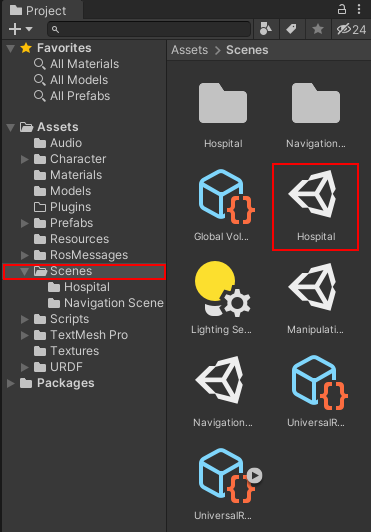 Project
24
Favorites
All Materials
All Models
All Prefabs
Assets
Audio
Character
Materials
Models
Plugins
Prefabs
Resources
RosMessages
Scenes
Hospital
Navigation Scene
Scripts
TextMesh Pro
Textures
URDF
Packages
Assets > Scenes
Hospital
Navigation...
Global Vol...
Hospital
Lighting Se...
Manipulati...
Navigation...
UniversalR...
UniversalR...